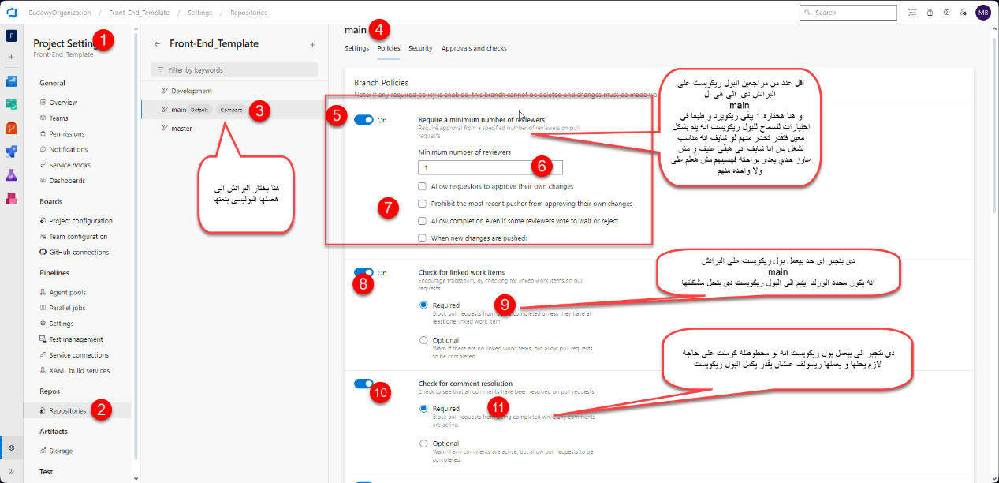 BadawyOrganization / Front-End_Template / Settings / Repositories
Search
MB
F
Project Settin
Front-End_Template
1
General
Overview
Teams
Permissions
Notifications
Service hooks
Dashboards
Boards
Project configuration
Team configuration
GitHub connections
Pipelines
Agent pools
Parallel jobs
Settings
Test management
Service connections
XAML build services
Repos
Repositories
2
Artifacts
Storage
Test
Front-End_Template
Filter by keywords
Development
main Default Compare
3
master
هنا بختار البرانش الى
هعملها البوليسى بتعتها
main
4
Settings Policies Security Approvals and checks
Branch Policies
Note: If any required policy is enabled, this branch cannot be deleted and changes must be made via
5
On
Require a minimum number of reviewers
Require approval from a specified number of reviewers on pull
requests.
Minimum number of reviewers
1
6
Allow requestors to approve their own changes
7
Prohibit the most recent pusher from approving their own changes
Allow completion even if some reviewers vote to wait or reject
When new changes are pushed:
اقل عدد من مراجعين البول ريكويست على
البرانش دى الى هى ال
main
و هنا هختاره 1 يبقى ريكويرد و طبعا فى
اختيارات للسماح للبول ريكويست انه يتم بشكل
معين فتقدر تختار منهم لو شايف انه مناسب
لشغل بس انا شايف انى هبقى عنيف و مش
عاوز حدي يعدى براحته فهسيبهم مش هعلم على
ولا واحده منهم
8
On
Check for linked work items
Encourage traceability by checking for linked work items on pull
requests.
Required
9
Block pull requests from being completed unless they have at
least one linked work item.
Optional
Warn if there are no linked work items, but allow pull requests
to be completed.
دى بتجبر اى حد بيعمل بول ريكويست على البرانش
main
انه يكون محدد الورك ايتيم الى البول ريكويست دى بتحل مشكلتها
10
Check for comment resolution
Check to see that all comments have been resolved on pull requests.
Required
11
Block pull requests from being completed while any comments
are active.
Optional
Warn if any comments are active, but allow pull requests to be
completed.
دى بتجبر الى بيعمل بول ريكويست انه لو محطوطله كومنت على حاجه
لازم يحلها و يعملها ريسولف علشان يقدر يكمل البول ريكويست